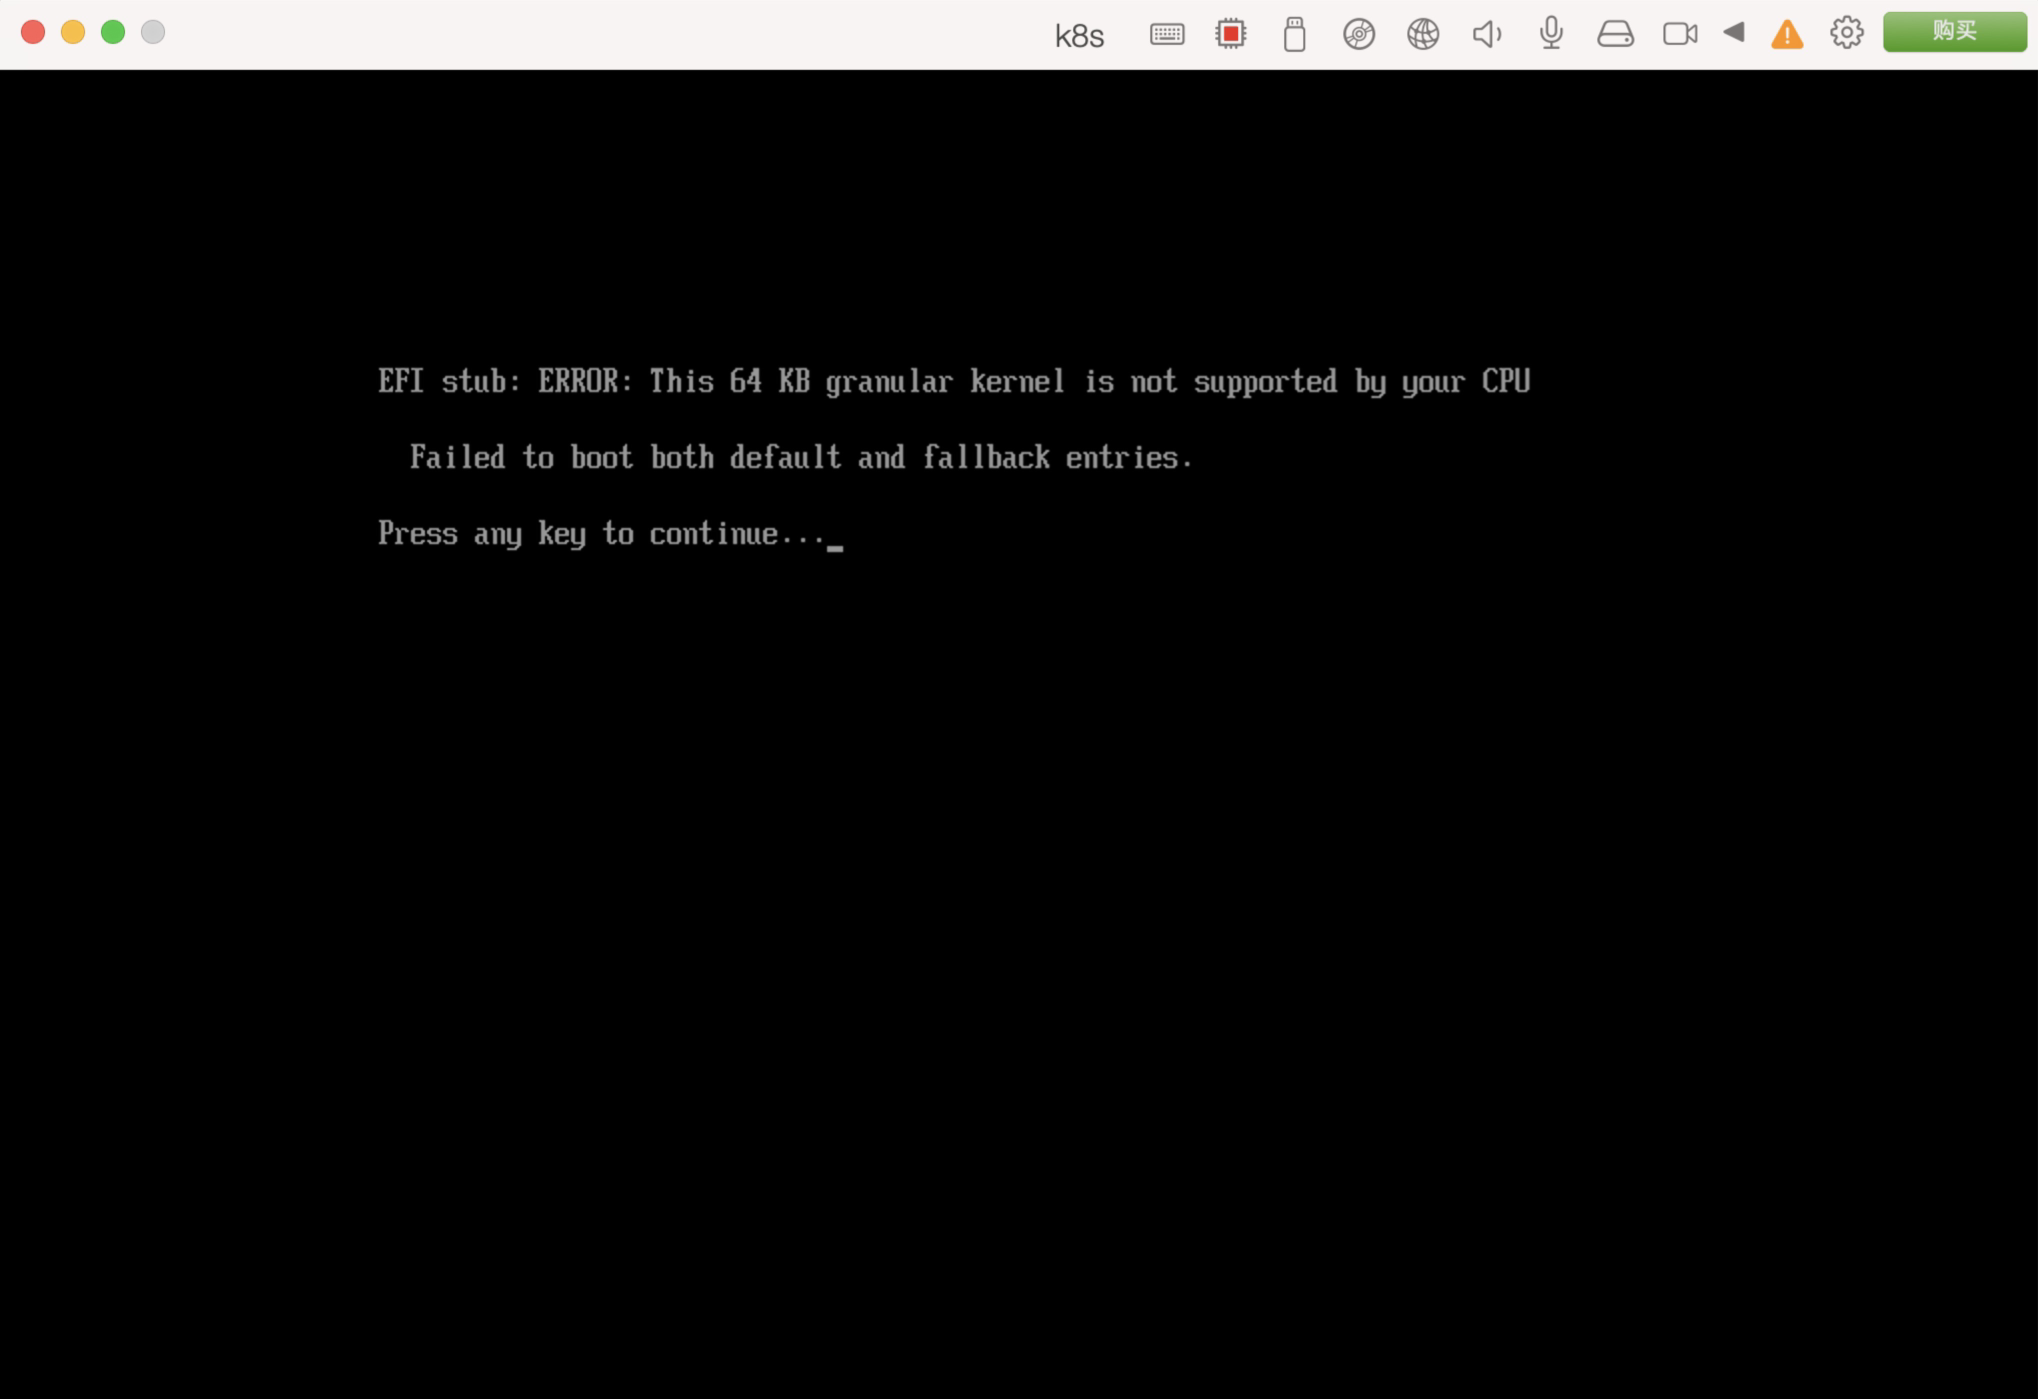 k8s
购买
EFI stub: ERROR: This 64 KB granular kernel is not supported by your CPU
Failed to boot both default and fallback entries.
Press any key to continue..._